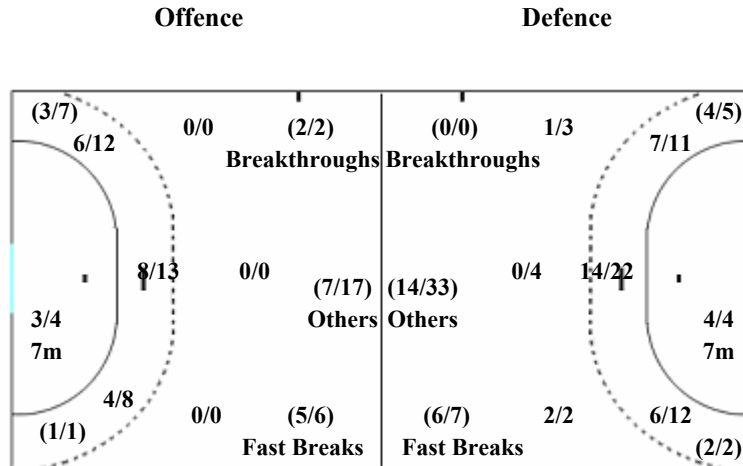 Offence Defence
(3/7) 0/0 (2/2) (0/0) 1/3 (4/5)
6/12 7/11
Breakthroughs Breakthroughs
8/13 0/0 0/4 14/22
(7/17) (14/33)
3/4 Others Others 4/4
7m 7m
4/8 0/0 (5/6) (6/7) 2/2 6/12
(1/1) Fast Breaks Fast Breaks (2/2)